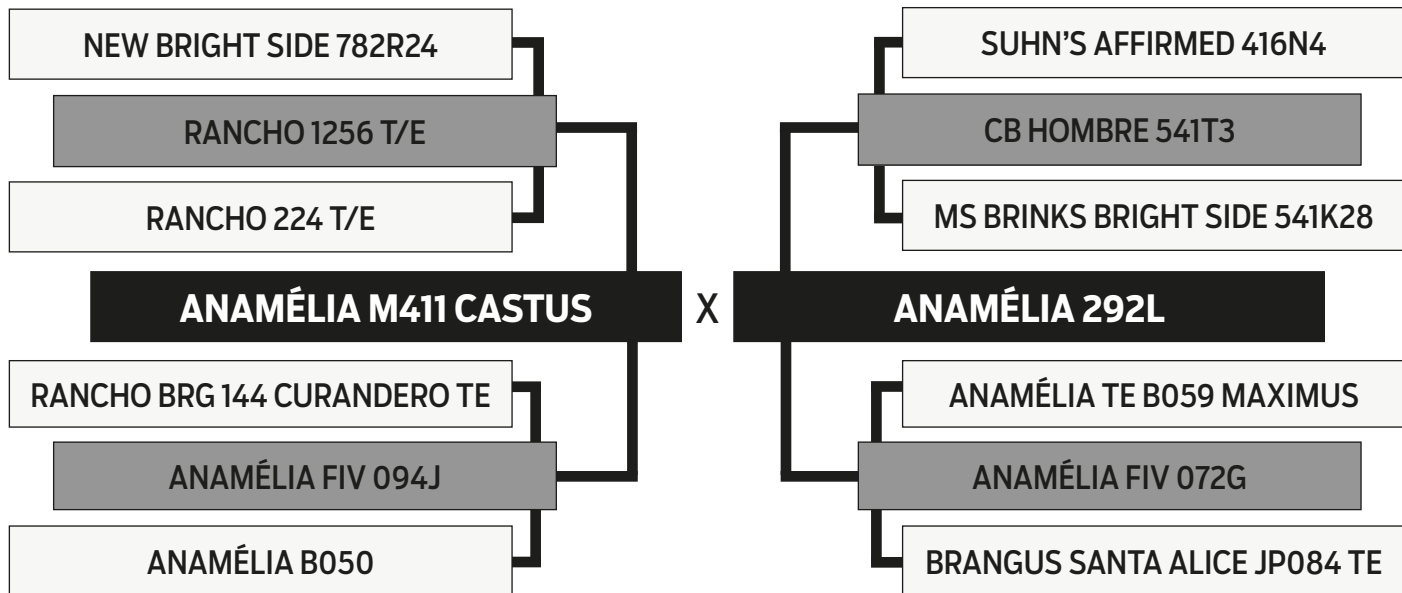 NEW BRIGHT SIDE 782R24
RANCHO 1256 T/E
RANCHO 224 T/E
ANAMÉLIA M411 CASTUS
RANCHO BRG 144 CURANDERO TE
ANAMÉLIA FIV 094J
ANAMÉLIA B050
X
SUHN’S AFFIRMED 416N4
CB HOMBRE 541T3
MS BRINKS BRIGHT SIDE 541K28
ANAMÉLIA 292L
ANAMÉLIA TE B059 MAXIMUS
ANAMÉLIA FIV 072G
BRANGUS SANTA ALICE JP084 TE